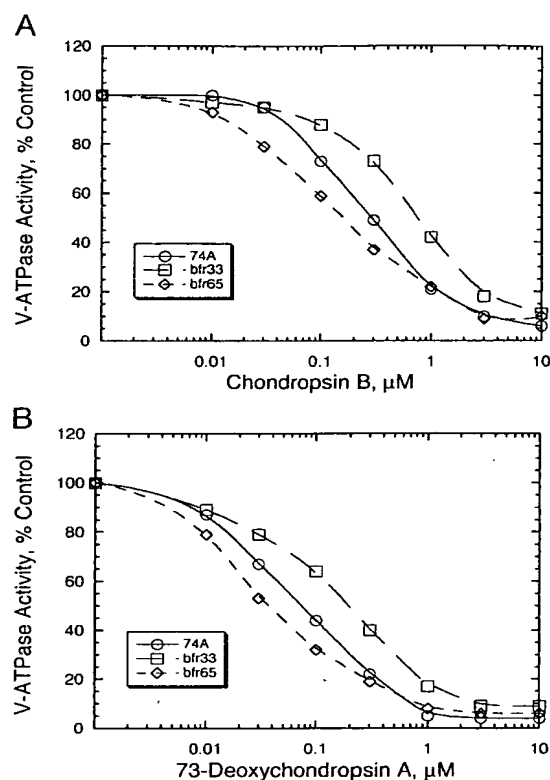 A
V-ATPase Activity, % Control
120
100
80
60
40
20
0
74A
bfr33
bfr65
0.01
0.1
1
10
Chondropsin B, µM
B
V-ATPase Activity, % Control
120
100
80
60
40
20
0
74A
bfr33
bfr65
0.01
0.1
1
10
73-Deoxychondropsin A, µM